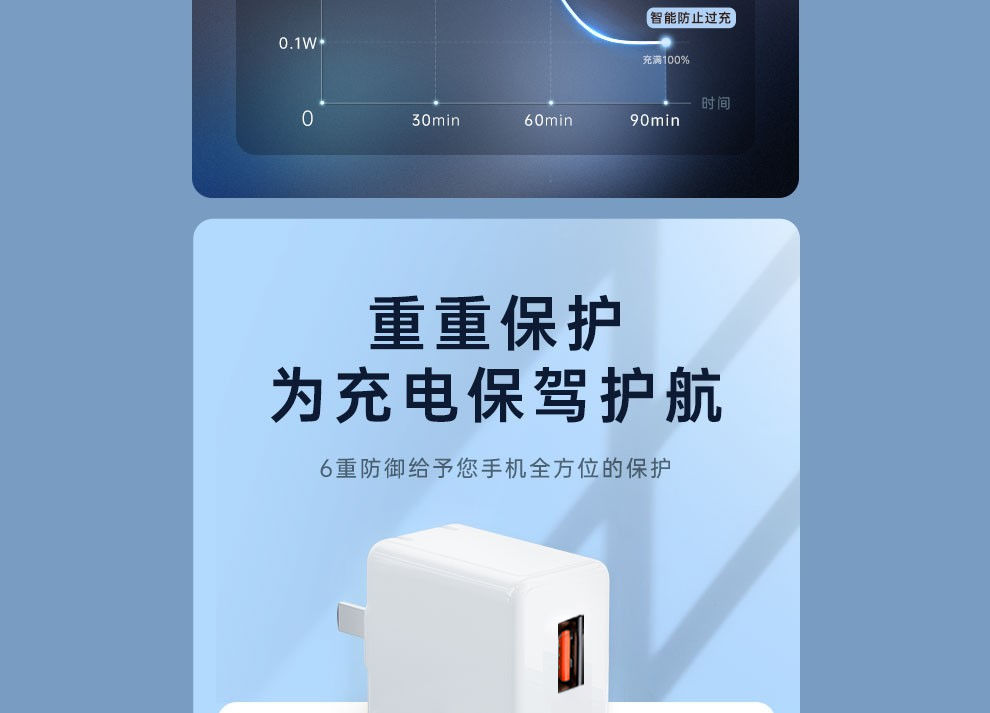 智能防止过充
0.1W
充满100%
时间
0
30min
60min
90min
重重保护
为充电保驾护航
6重防御给予您手机全方位的保护